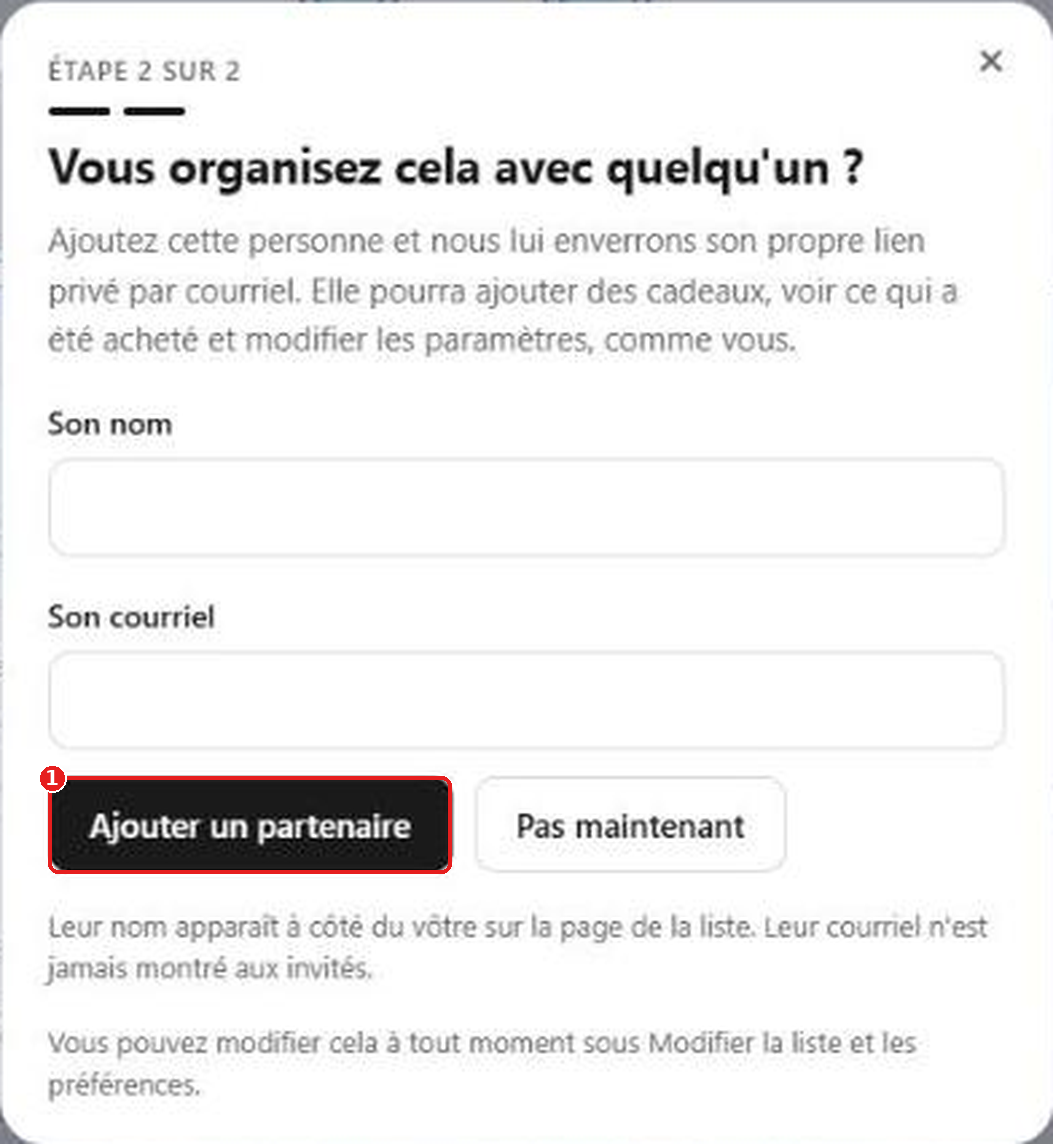 ÉTAPE 2 SUR 2
Vous organisez cela avec quelqu'un ?
Ajoutez cette personne et nous lui enverrons son propre lien
privé par courriel. Elle pourra ajouter des cadeaux, voir ce qui a
été acheté et modifier les paramètres, comme vous.
Son nom
Son courriel
1
Ajouter un partenaire
Pas maintenant
Leur nom apparaît à côté du vôtre sur la page de la liste. Leur courriel n'est
jamais montré aux invités.
Vous pouvez modifier cela à tout moment sous Modifier la liste et les
préférences.